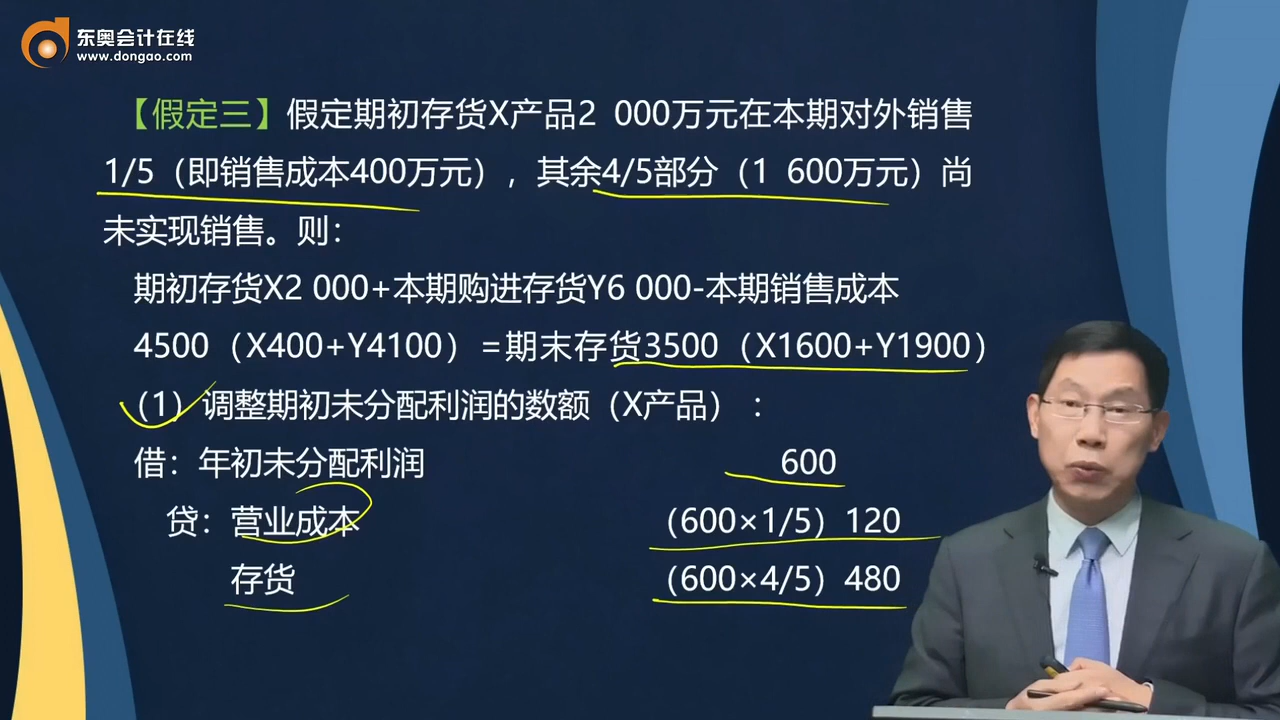 东奥会计在线
www.dongao.com
【假定三】假定期初存货X产品2 000万元在本期对外销售
1/5（即销售成本400万元），其余4/5部分（1 600万元）尚
未实现销售。则：
期初存货X2 000+本期购进存货Y6 000-本期销售成本
4500（X400+Y4100）=期末存货3500（X1600+Y1900）
（1）调整期初未分配利润的数额（X产品）：
借：年初未分配利润 600
贷：营业成本 （600×1/5）120
存货 （600×4/5）480